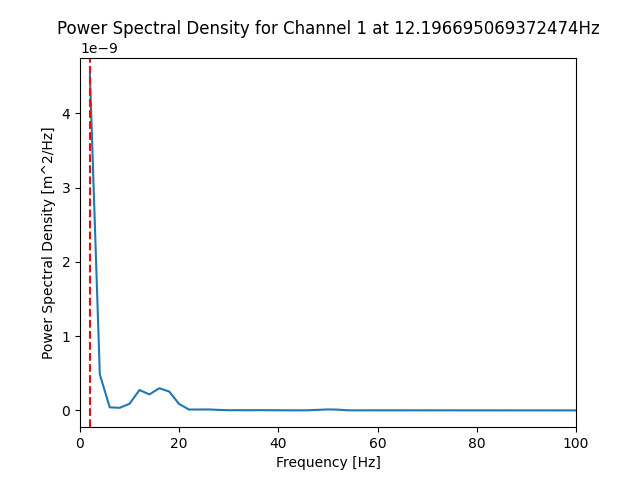 Power Spectral Density for Channel 1 at 12.196695069372474Hz
1e−9
4
3
2
1
0
Power Spectral Density [m^2/Hz]
0 20 40 60 80 100
Frequency [Hz]